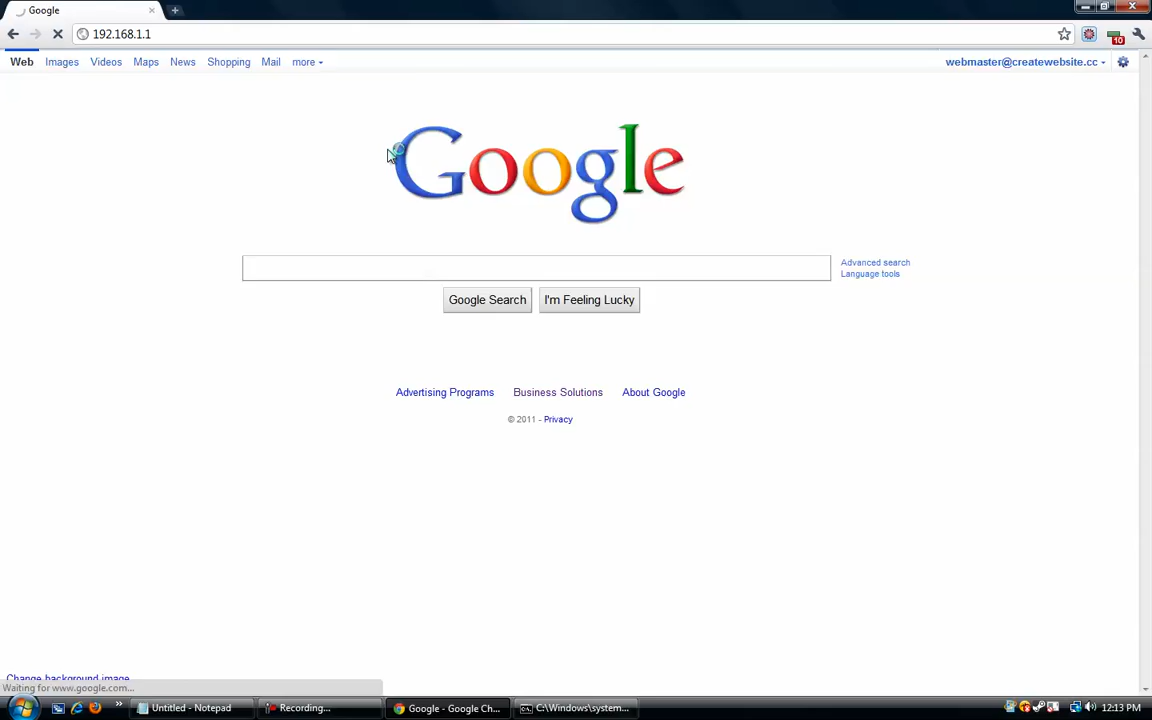 Google
192.168.1.1
10
Web Images Videos Maps News Shopping Mail more
webmaster@createwebsite.cc
Google
Advanced search
Language tools
Google Search
I'm Feeling Lucky
Advertising Programs Business Solutions About Google
© 2011 - Privacy
Change background image
Waiting for www.google.com...
Untitled - Notepad
Recording...
Google - Google Ch...
C:\Windows\system...
12:13 PM